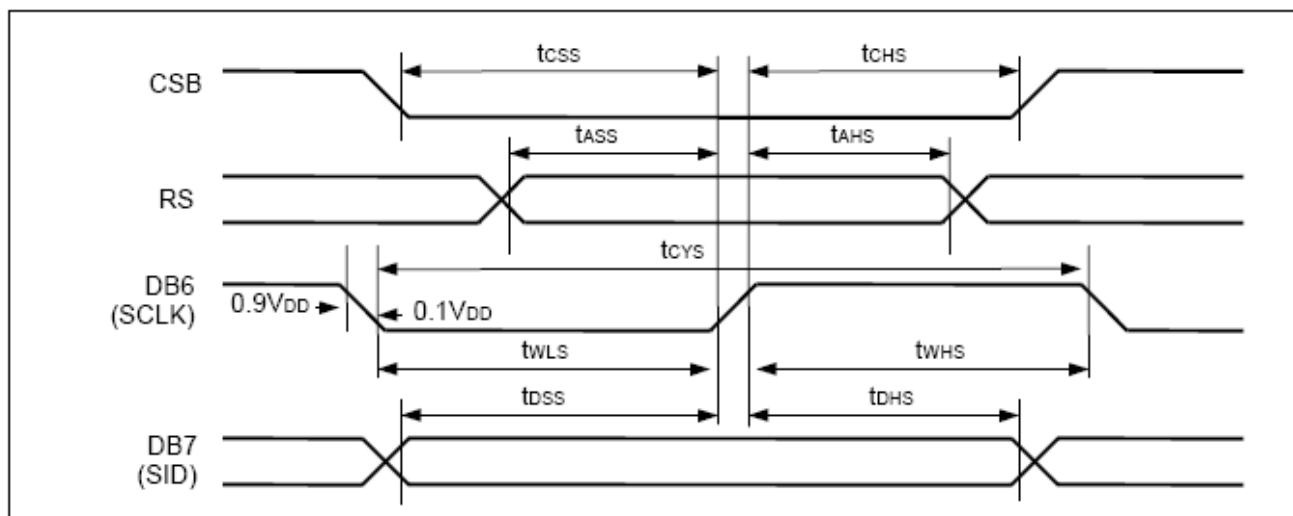 tCSS tCHS
CSB
tASS tAHS
RS
tCYS
DB6
(SCLK)
0.9VDD 0.1VDD
tWLS tWHS
tDSS tDHS
DB7
(SID)